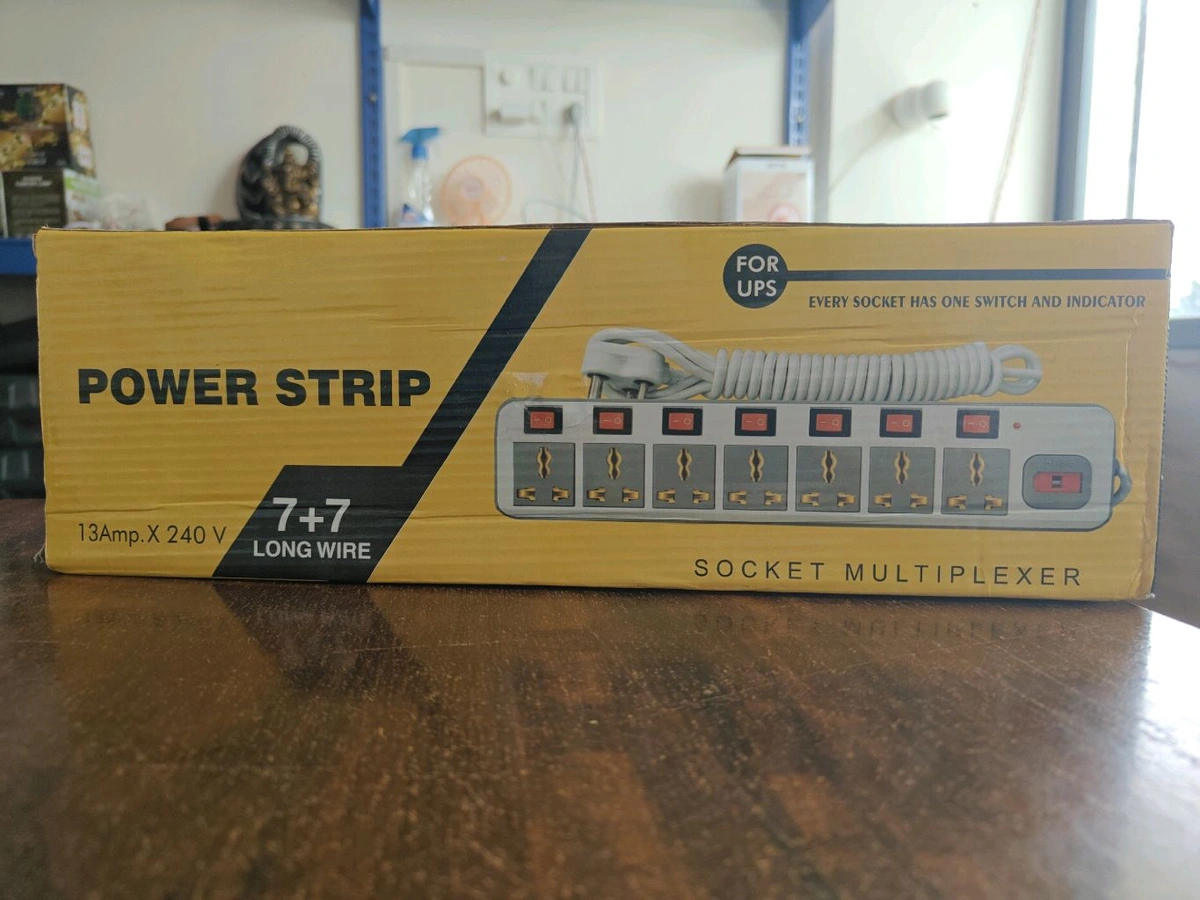 FOR
UPS
EVERY SOCKET HAS ONE SWITCH AND INDICATOR
POWER STRIP
7+7
LONG WIRE
13Amp.X 240 V
SOCKET MULTIPLEXER